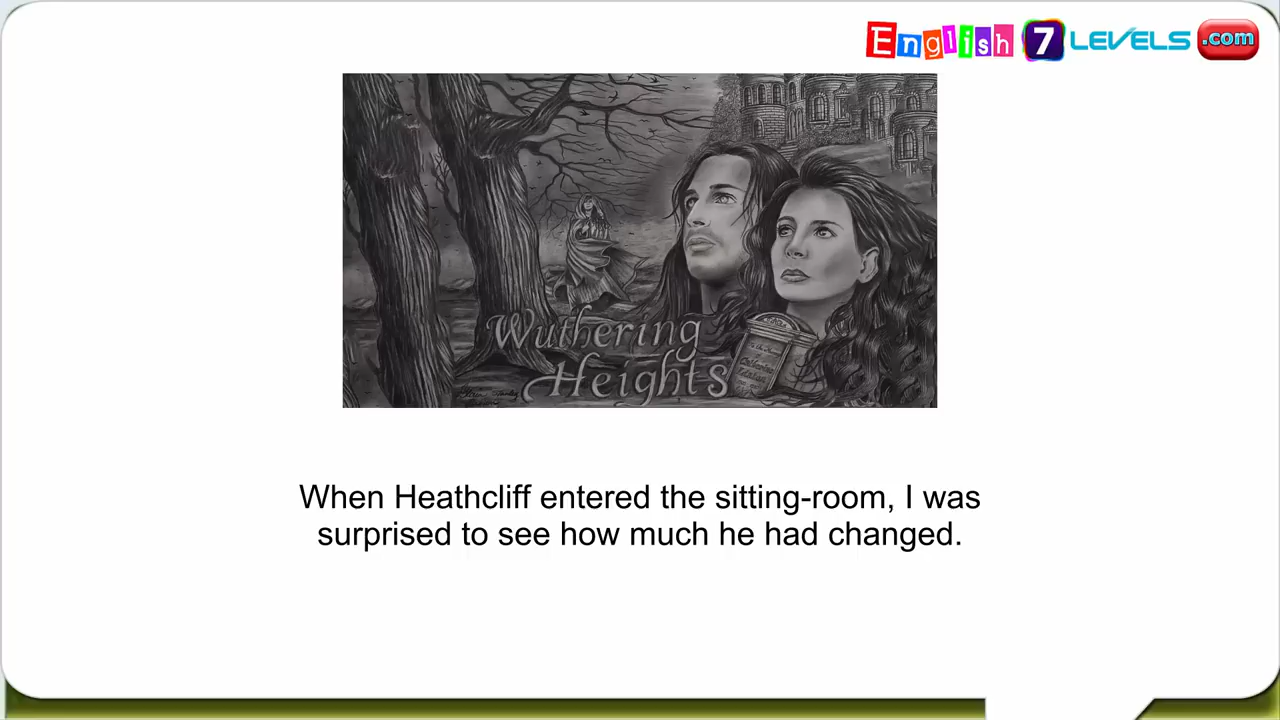 English 7 LEVELS .com
Wuthering
Heights
When Heathcliff entered the sitting-room, I was
surprised to see how much he had changed.